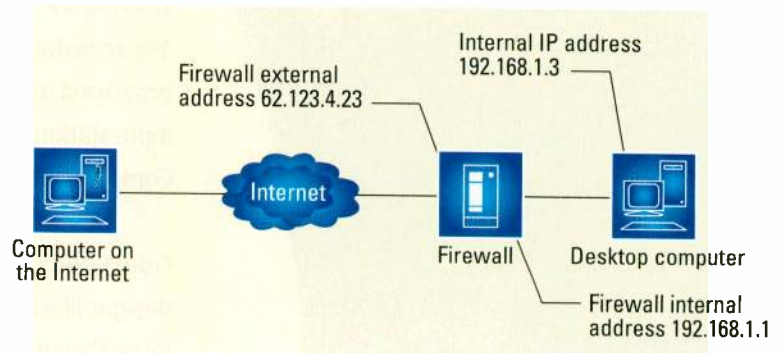 Internal IP address
192.168.1.3
Firewall external
address 62.123.4.23
Internet
Computer on
the Internet
Firewall
Desktop computer
Firewall internal
address 192.168.1.1